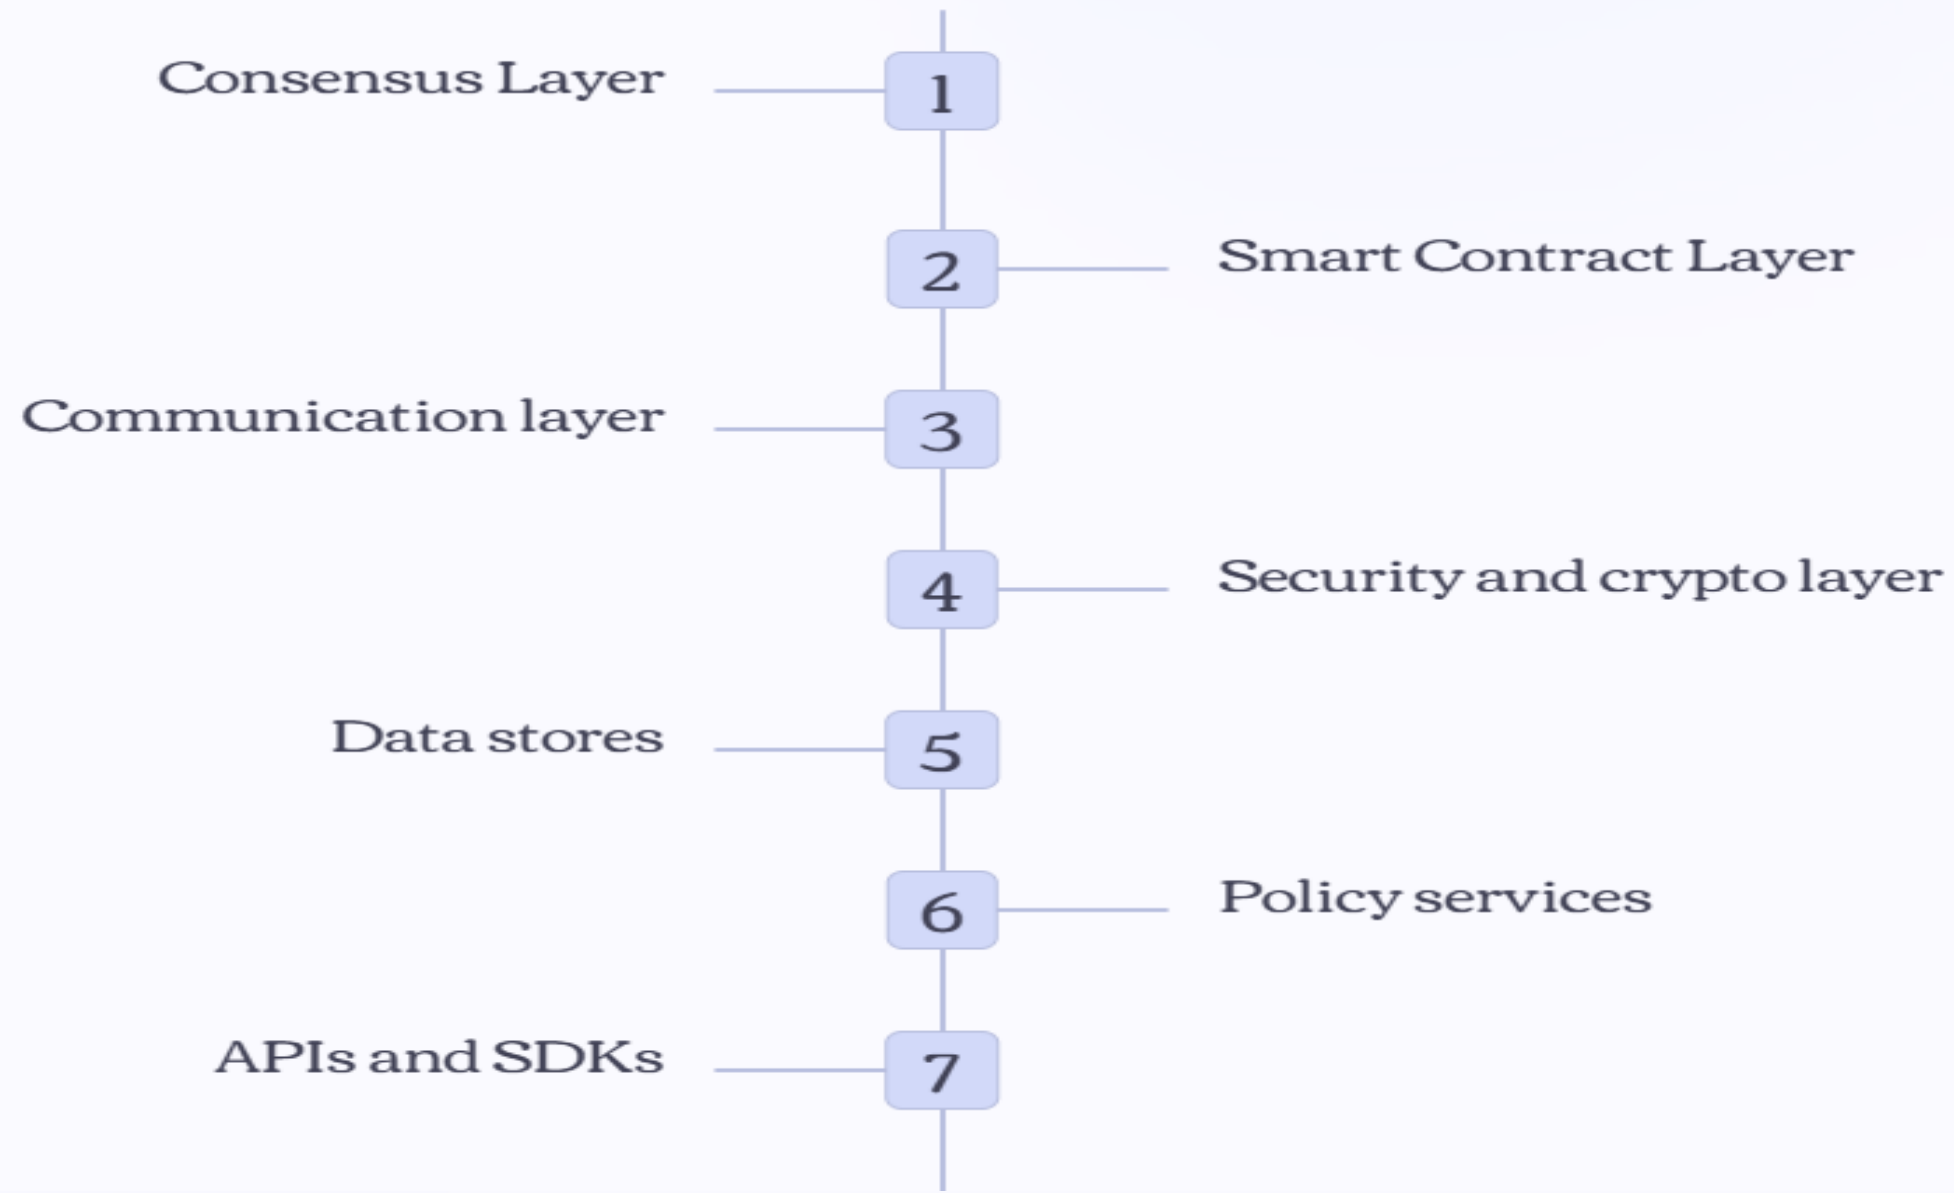 Consensus Layer
1
2
Smart Contract Layer
Communication layer
3
4
Security and crypto layer
Data stores
5
6
Policy services
APIs and SDKs
7